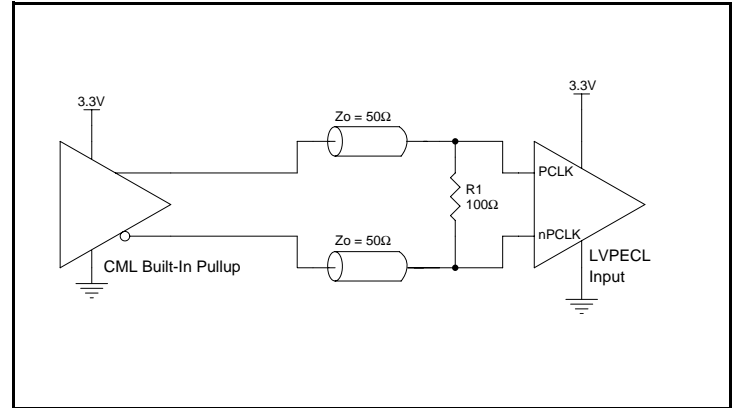 3.3V
3.3V
Zo = 50Ω
PCLK
R1
100Ω
nPCLK
Zo = 50Ω
CML Built-In Pullup
LVPECL
Input